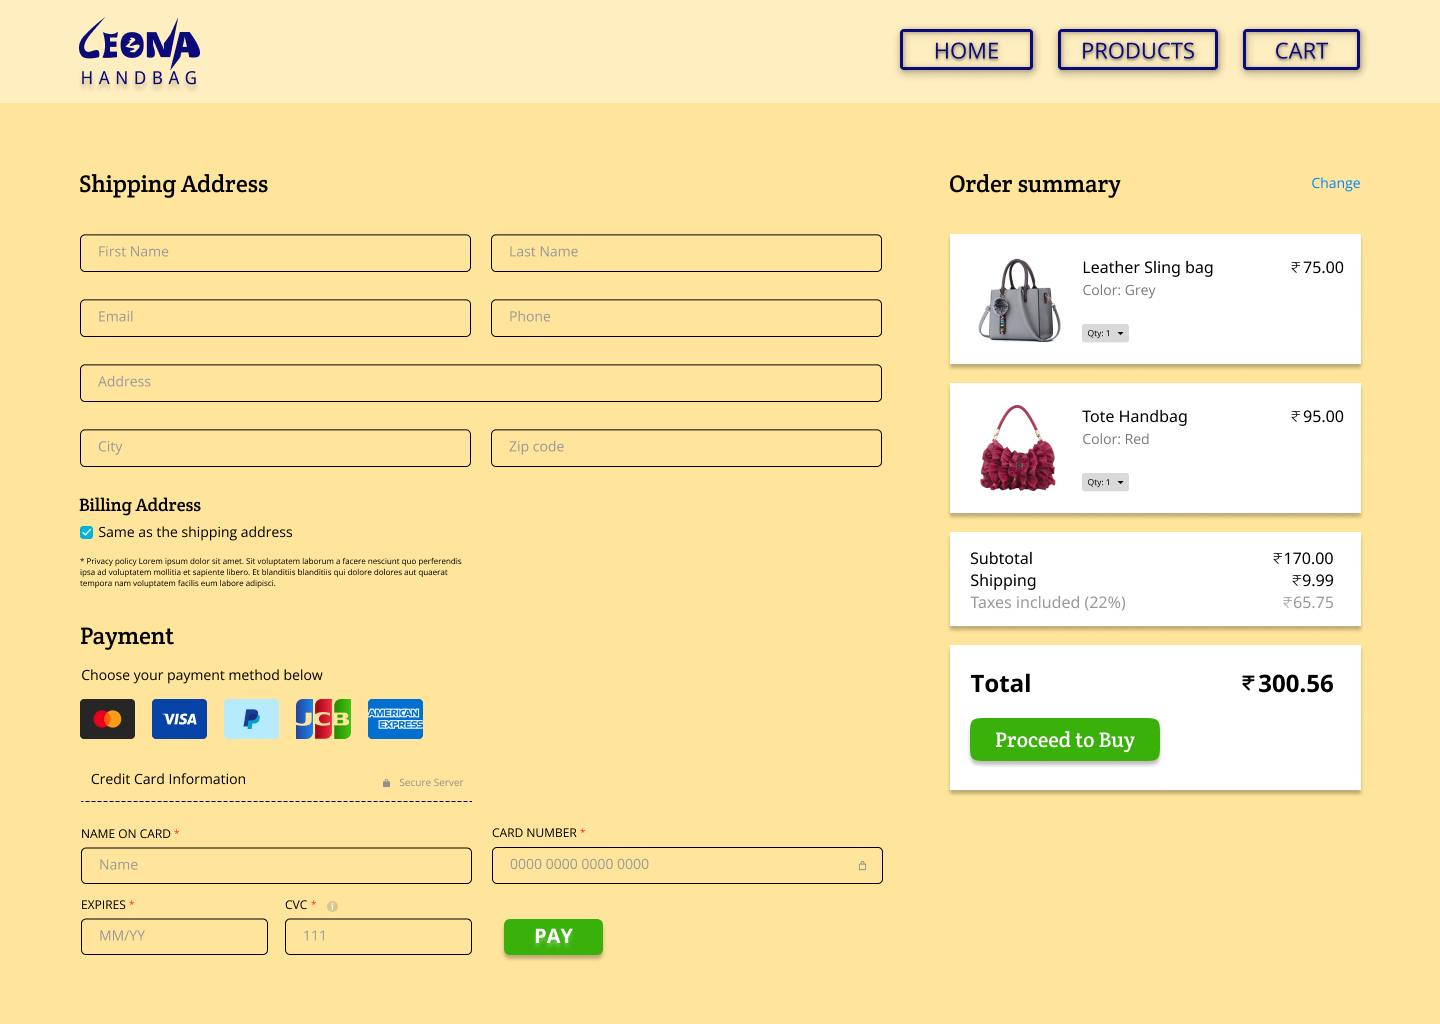 LEONA
HANDBAG
HOME
PRODUCTS
CART
Shipping Address
First Name
Last Name
Email
Phone
Address
City
Zip code
Billing Address
Same as the shipping address
* Privacy policy Lorem ipsum dolor sit amet. Sit voluptatem laborum a facere nesciunt quo perferendis
ipsa ad voluptatem mollitia et sapiente libero. Et blanditiis blanditiis qui dolore dolores aut quaerat
tempora nam voluptatem facilis eum labore adipisci.
Payment
Choose your payment method below
VISA
P
JCB
AMERICAN
EXPRESS
Credit Card Information
Secure Server
NAME ON CARD *
Name
CARD NUMBER *
0000 0000 0000 0000
EXPIRES *
MM/YY
CVC *
111
PAY
Order summary
Change
Leather Sling bag
₹75.00
Color: Grey
Qty: 1
Tote Handbag
₹95.00
Color: Red
Qty: 1
Subtotal
₹170.00
Shipping
₹9.99
Taxes included (22%)
₹65.75
Total
₹300.56
Proceed to Buy